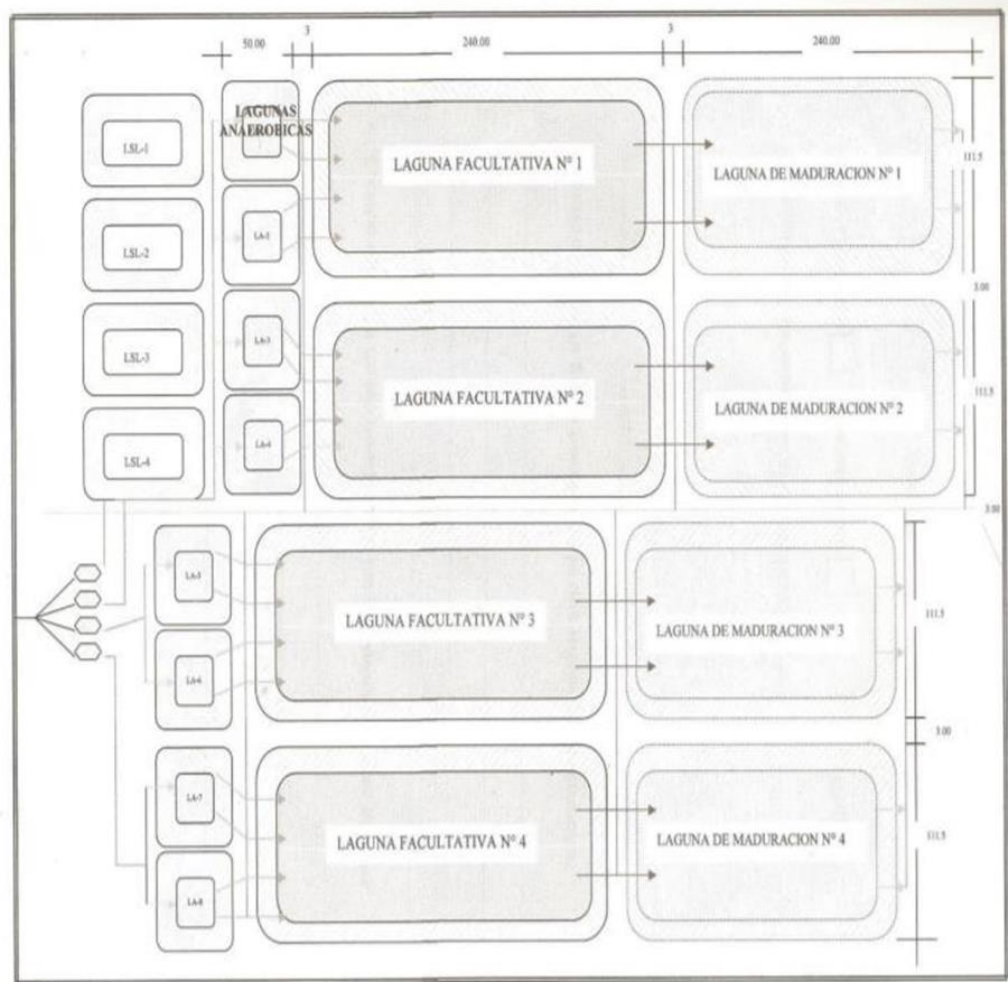 50.00
3
240.00
3
240.00
LSL-1
LSL-2
LSL-3
LSL-4
LAGUNAS
ANAEROBICAS
LA-3
LA-4
LAGUNA FACULTATIVA Nº 1
LAGUNA DE MADURACION Nº 1
LAGUNA FACULTATIVA Nº 2
LAGUNA DE MADURACION Nº 2
111.5
3.00
111.5
3.00
LA-6
LAGUNA FACULTATIVA Nº 3
LAGUNA DE MADURACION Nº 3
111.5
3.00
LA-7
LA-8
LAGUNA FACULTATIVA Nº 4
LAGUNA DE MADURACION Nº 4
111.5